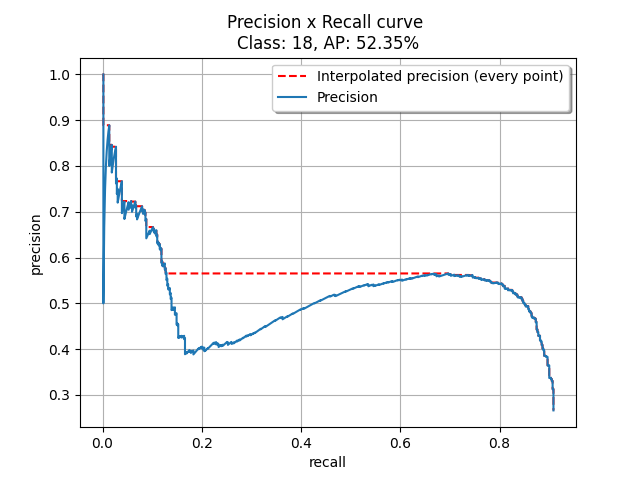 Precision x Recall curve
Class: 18, AP: 52.35%
Interpolated precision (every point)
Precision
1.0
0.9
0.8
0.7
0.6
0.5
0.4
0.3
precision
0.0 0.2 0.4 0.6 0.8
recall